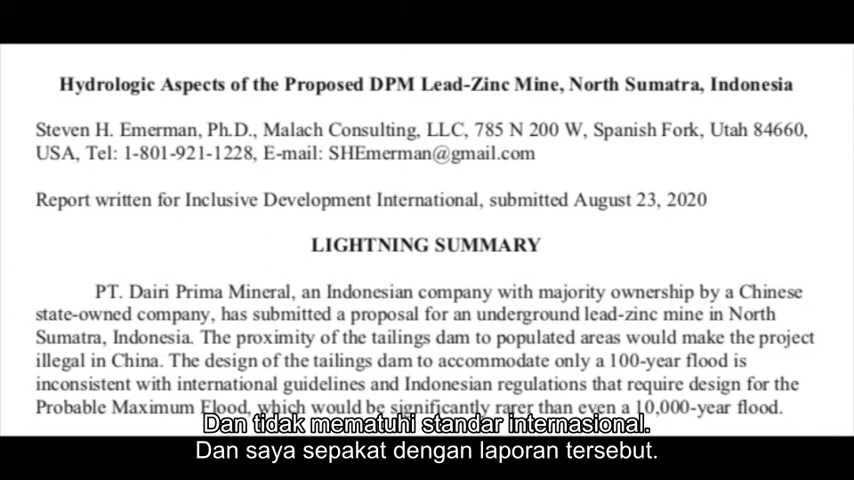 Hydrologic Aspects of the Proposed DPM Lead-Zinc Mine, North Sumatra, Indonesia
Steven H. Emerman, Ph.D., Malach Consulting, LLC, 785 N 200 W, Spanish Fork, Utah 84660,
USA, Tel: 1-801-921-1228, E-mail: SHEmerman@gmail.com
Report written for Inclusive Development International, submitted August 23, 2020
LIGHTNING SUMMARY
PT. Dairi Prima Mineral, an Indonesian company with majority ownership by a Chinese
state-owned company, has submitted a proposal for an underground lead-zinc mine in North
Sumatra, Indonesia. The proximity of the tailings dam to populated areas would make the project
illegal in China. The design of the tailings dam to accommodate only a 100-year flood is
inconsistent with international guidelines and Indonesian regulations that require design for the
Probable Maximum Flood, which would be significantly rarer than even a 10,000-year flood.
Dan tidak mematuhi standar internasional.
Dan saya sepakat dengan laporan tersebut.